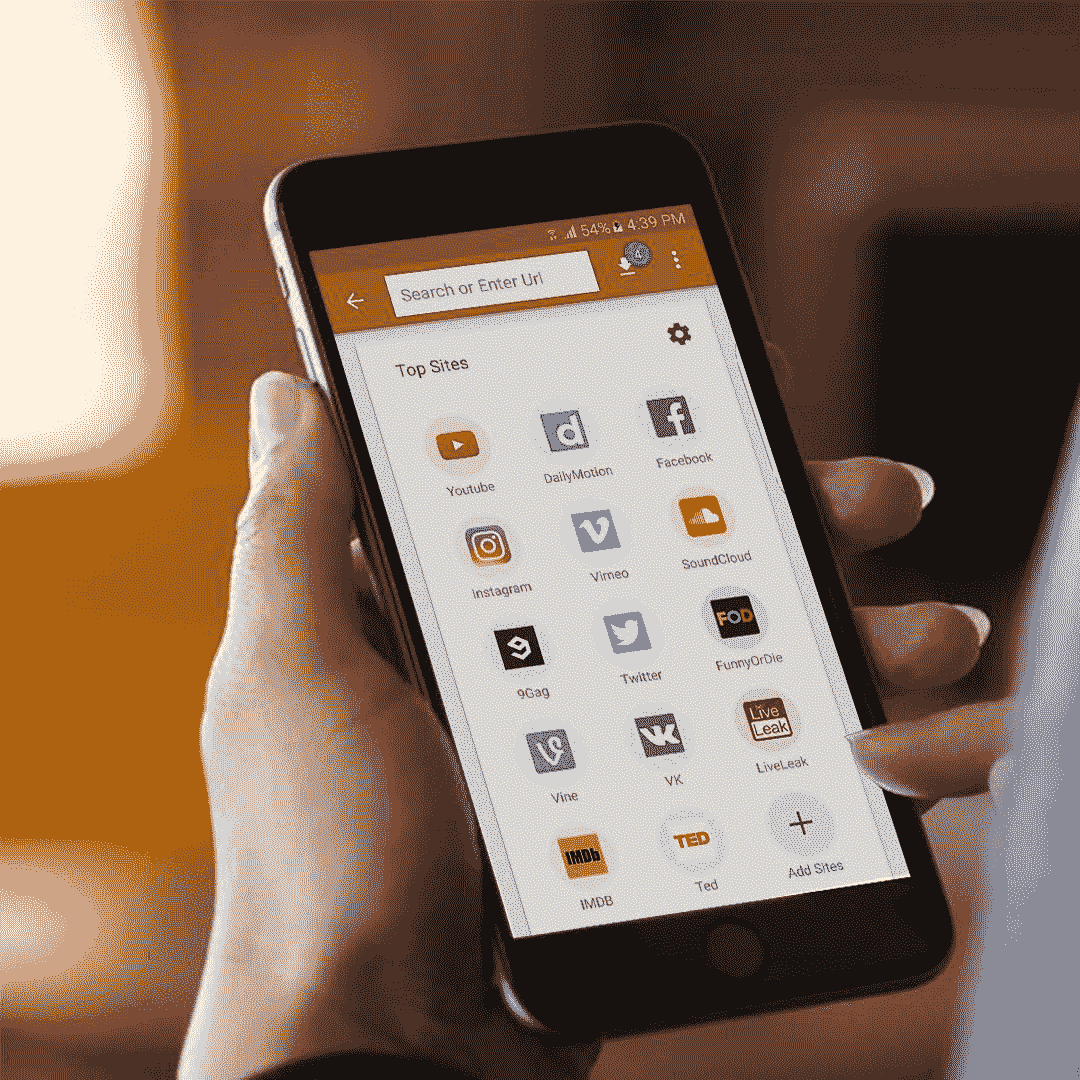 54% 4:39 PM
Search or Enter Url
4
Top Sites
Youtube
DailyMotion
Facebook
Instagram
Vimeo
SoundCloud
9Gag
FOD
Twitter
FunnyOrDie
Vine
VK
Live Leak
LiveLeak
IMDb
IMDB
TED
Ted
Add Sites